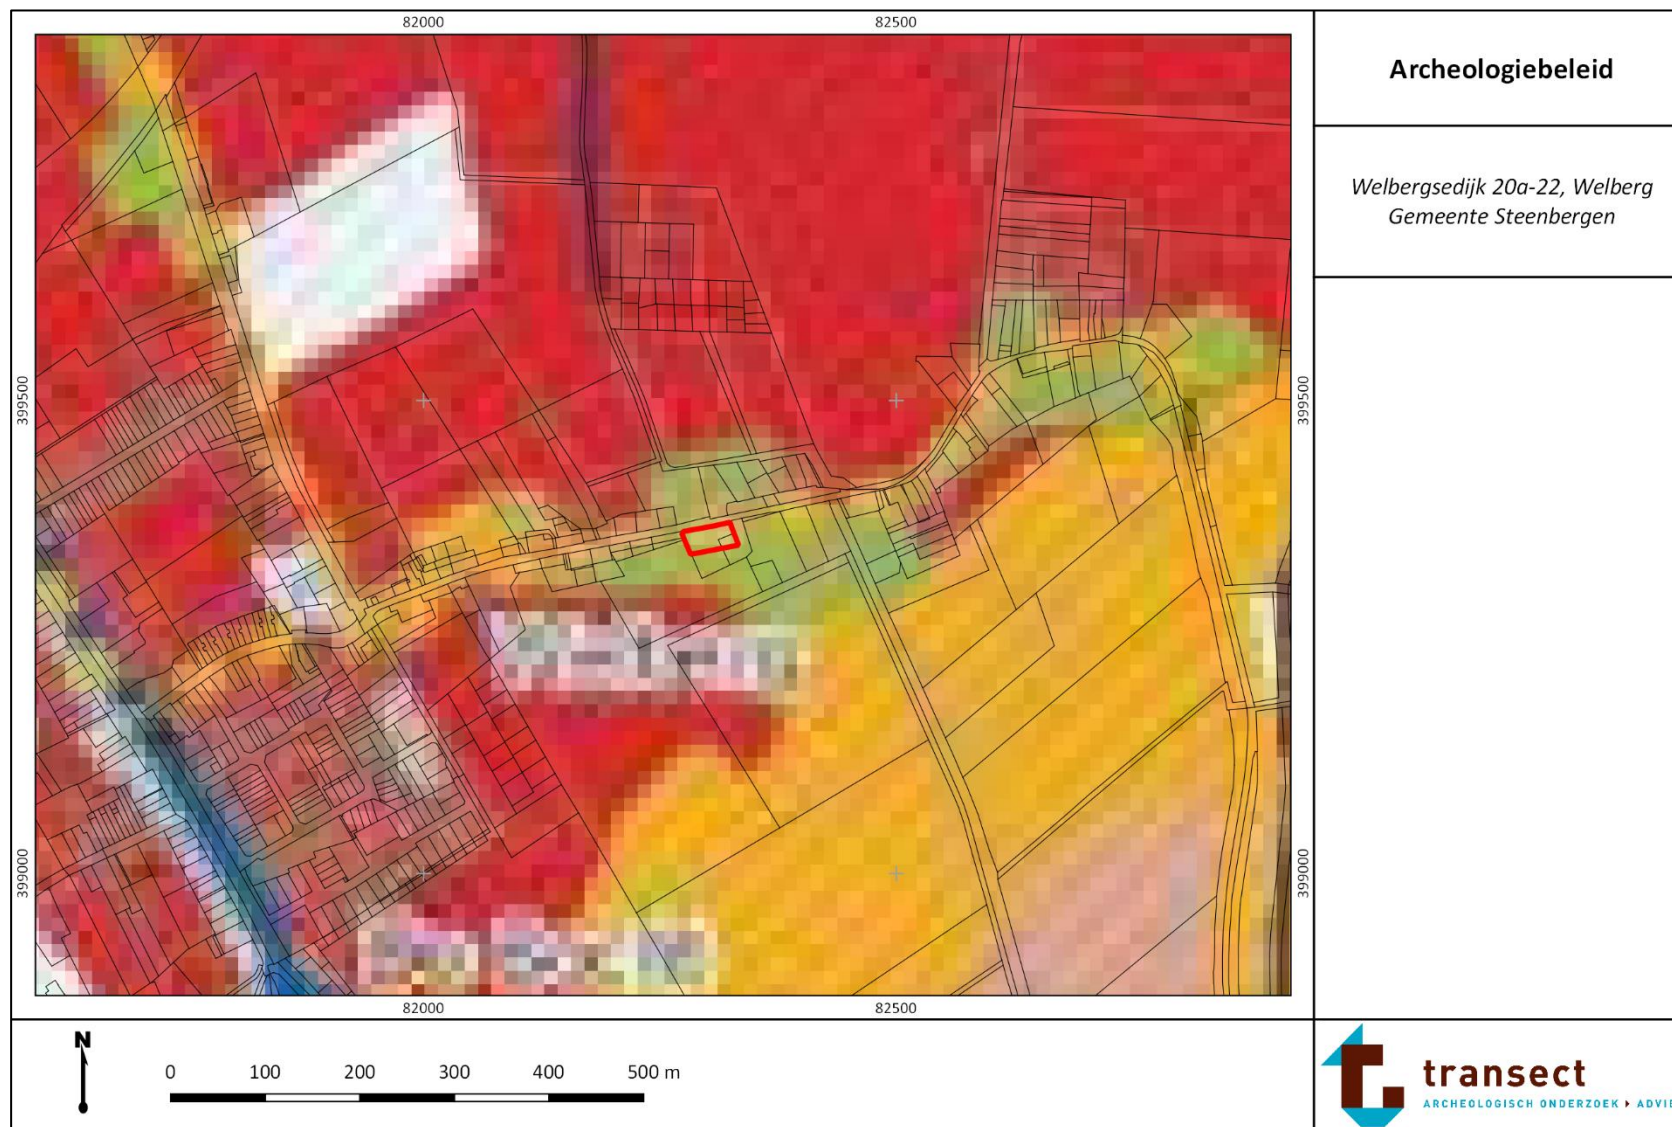 82000 82500
Archeologiebeleid
Welbergsedijk 20a-22, Welberg
Gemeente Steenbergen
399500 399500
399000 399000
82000 82500
N
0 100 200 300 400 500 m
transect
ARCHEOLOGISCH ONDERZOEK ▸ ADVIE